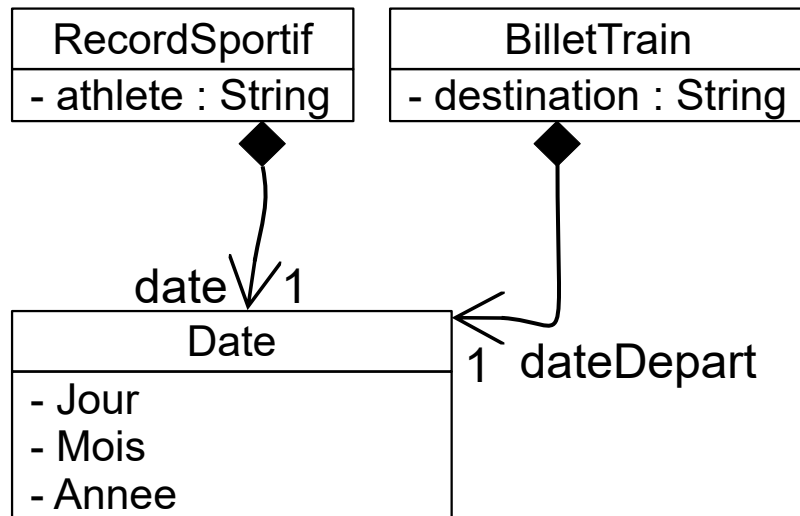 RecordSportif
- athlete : String
BilletTrain
- destination : String
date
1
Date
- Jour
- Mois
- Annee
1
dateDepart